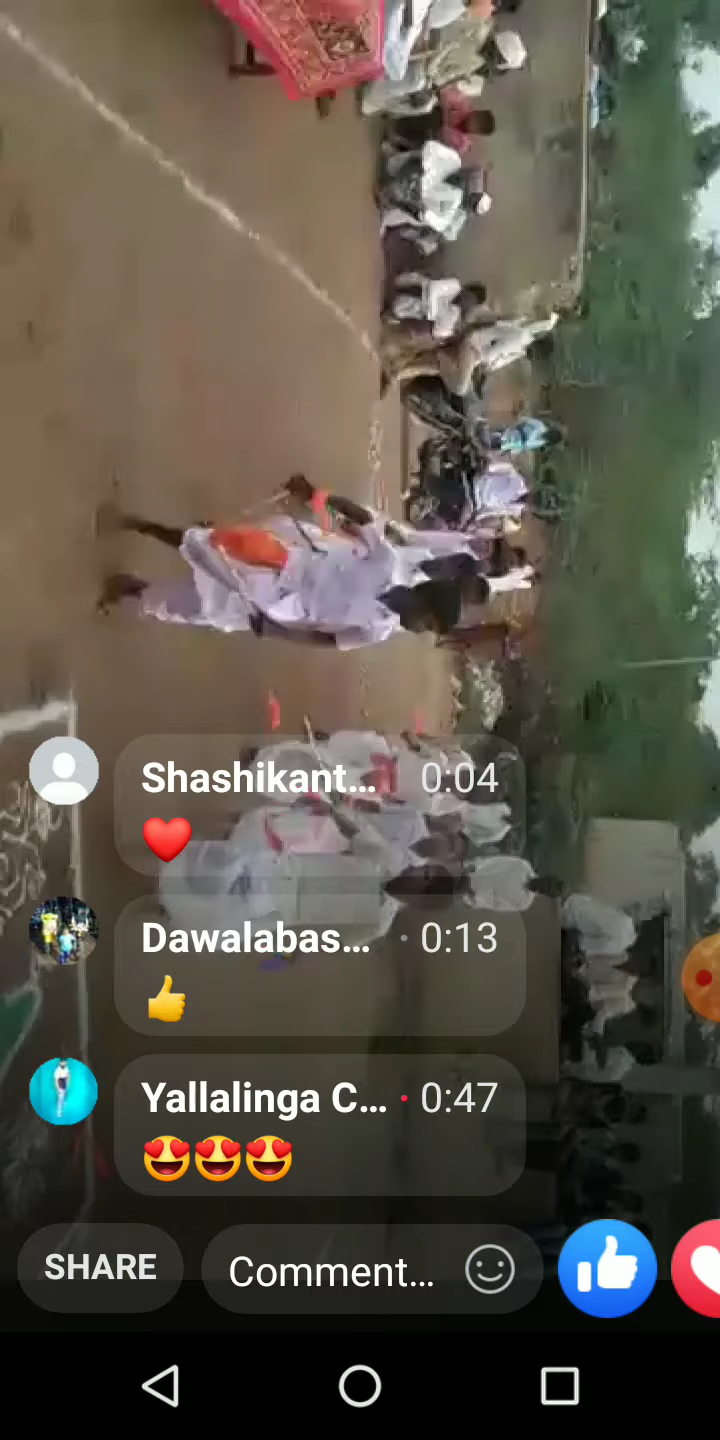 Shashikant... 0:04
❤️
Dawalabas... · 0:13
👍
Yallalinga C... · 0:47
😍😍😍
SHARE
Comment...